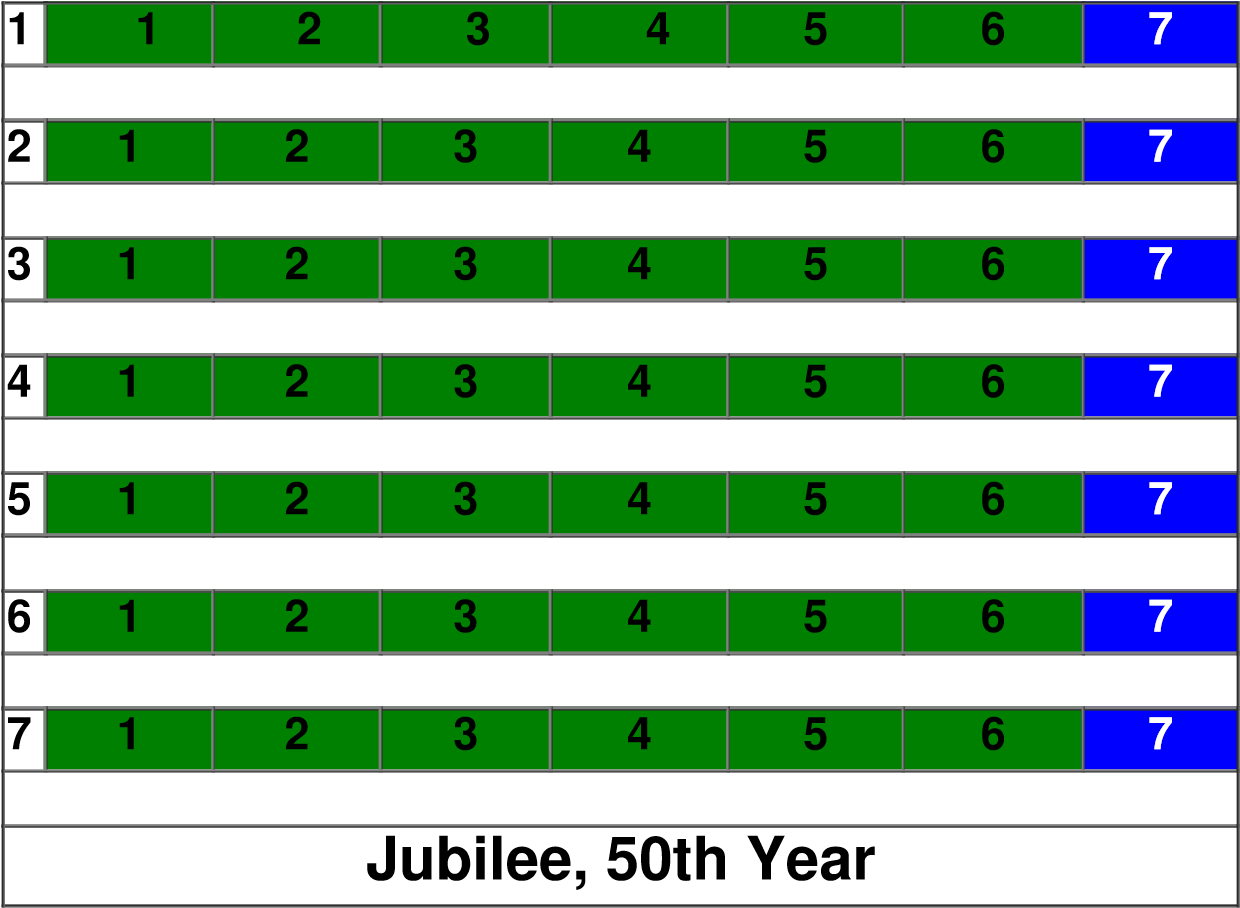 1 1 2 3 4 5 6 7
2 1 2 3 4 5 6 7
3 1 2 3 4 5 6 7
4 1 2 3 4 5 6 7
5 1 2 3 4 5 6 7
6 1 2 3 4 5 6 7
7 1 2 3 4 5 6 7
Jubilee, 50th Year